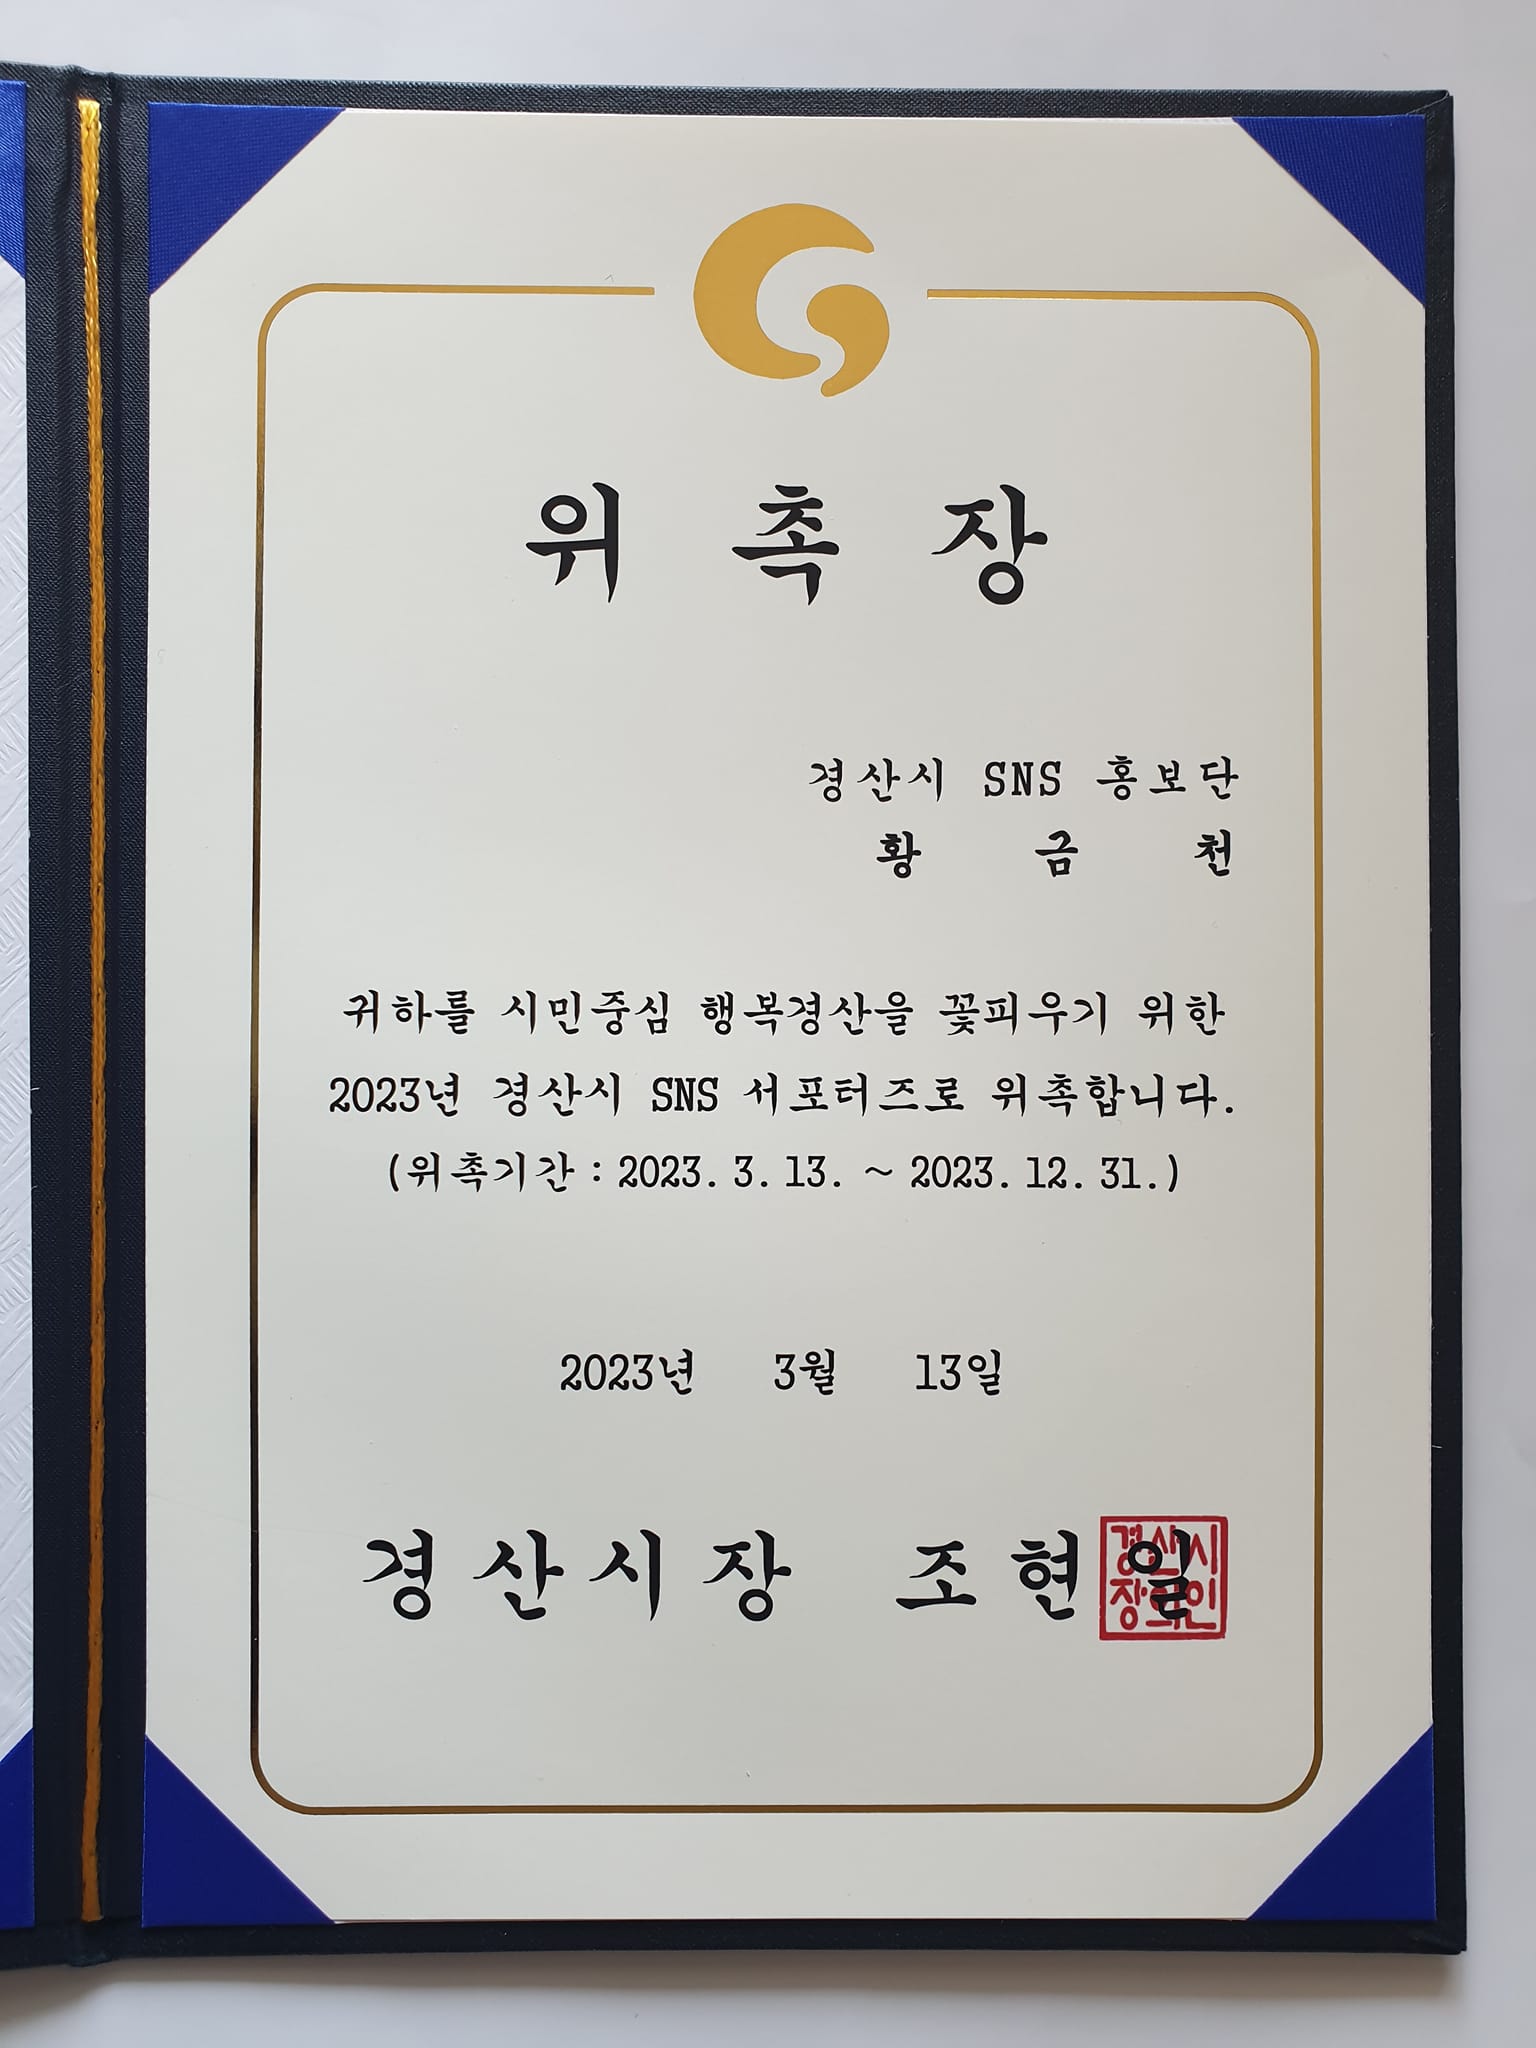 위 촉 장
경산시 SNS 홍보단
황 금 천
귀하를 시민중심 행복경산을 꽃피우기 위한
2023년 경산시 SNS 서포터즈로 위촉합니다.
(위촉기간 : 2023. 3. 13. ~ 2023. 12. 31.)
2023년 3월 13일
경산시장 조현일
경산시
장의인